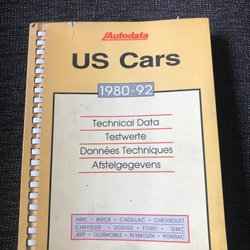 Autodata
US Cars
1980-92
Technical Data
Testwerte
Données Techniques
Afstelgegevens
AMC • BUICK • CADILLAC • CHEVROLET
CHRYSLER • DODGE • FORD • GMC
JEEP • OLDSMOBILE • PLYMOUTH • PONTIAC